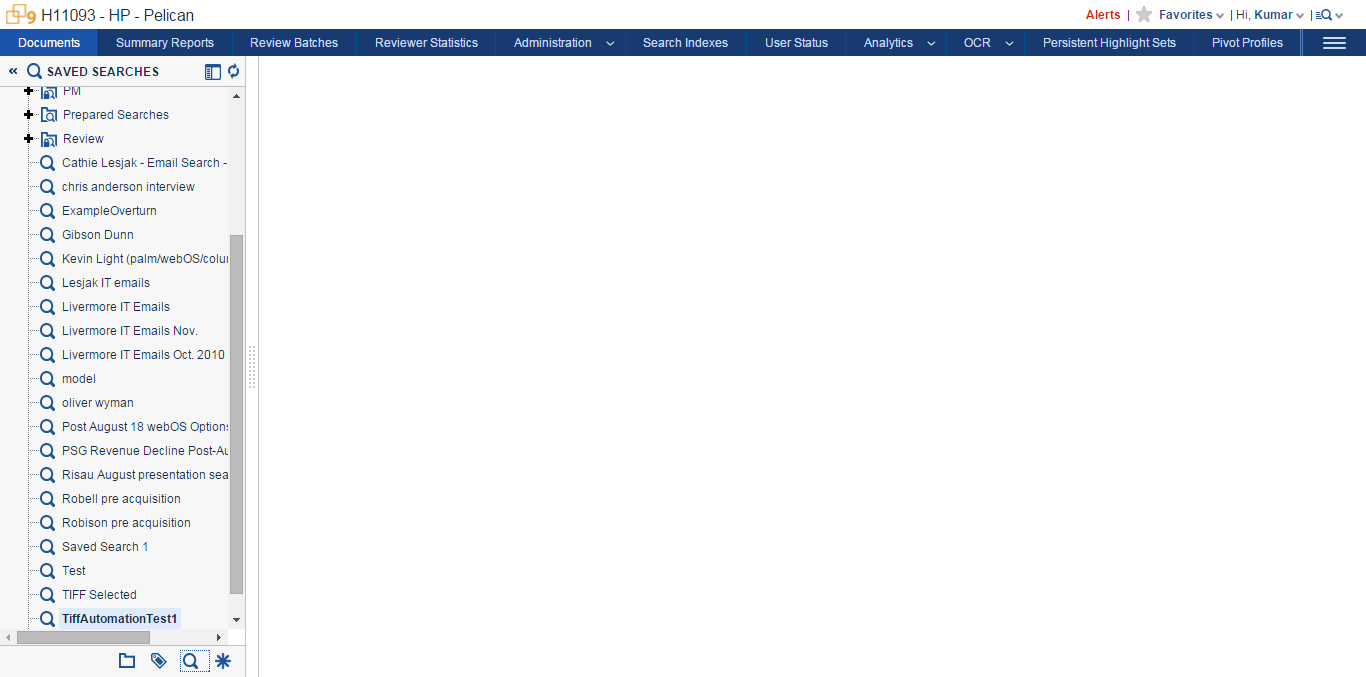 9 H11093 - HP - Pelican
Alerts | Favorites | Hi, Kumar |
Documents Summary Reports Review Batches Reviewer Statistics Administration Search Indexes User Status Analytics OCR Persistent Highlight Sets Pivot Profiles
« SAVED SEARCHES
PM
Prepared Searches
Review
Cathie Lesjak - Email Search -
chris anderson interview
ExampleOverturn
Gibson Dunn
Kevin Light (palm/webOS/colu
Lesjak IT emails
Livermore IT Emails
Livermore IT Emails Nov.
Livermore IT Emails Oct. 2010
model
oliver wyman
Post August 18 webOS Options
PSG Revenue Decline Post-Au
Risau August presentation sea
Robell pre acquisition
Robison pre acquisition
Saved Search 1
Test
TIFF Selected
TiffAutomationTest1